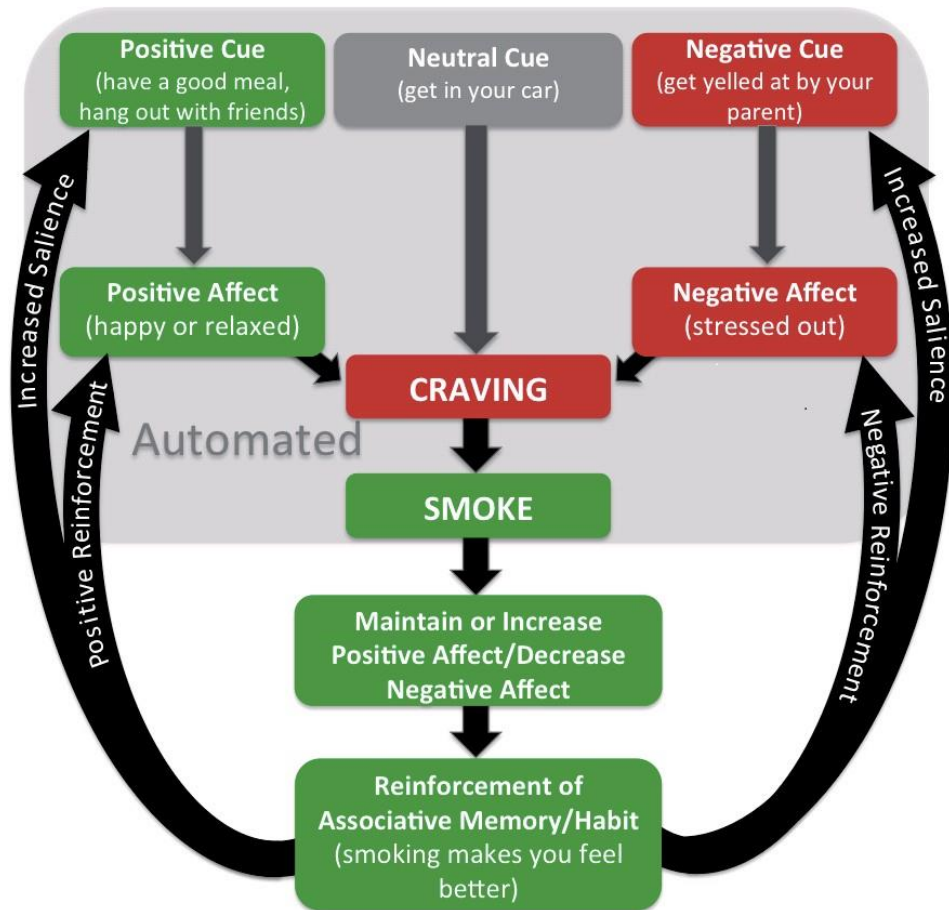 Positive Cue
(have a good meal,
hang out with friends)
Neutral Cue
(get in your car)
Negative Cue
(get yelled at by your
parent)
Increased Salience
Increased Salience
Positive Affect
(happy or relaxed)
Negative Affect
(stressed out)
CRAVING
Automated
Positive Reinforcement
Negative Reinforcement
SMOKE
Maintain or Increase
Positive Affect/Decrease
Negative Affect
Reinforcement of
Associative Memory/Habit
(smoking makes you feel
better)